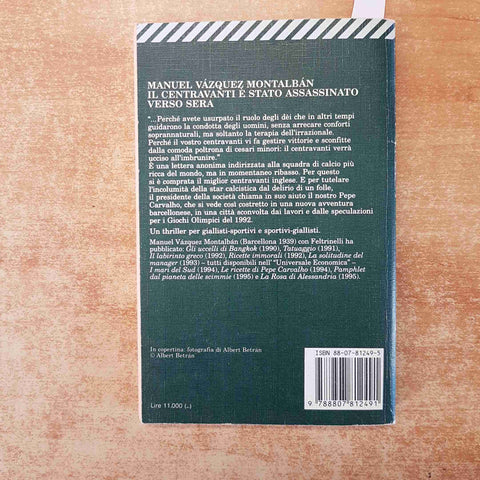 MANUEL VÁZQUEZ MONTALBÁN
IL CENTRAVANTI È STATO ASSASSINATO
VERSO SERA
"...Perché avete usurpato il ruolo degli dèi che in altri tempi
guidarono la condotta degli uomini, senza arrecare conforti
soprannaturali, ma soltanto la terapia dell'irrazionale.
Perché il vostro centravanti vi fa gestire vittorie e sconfitte
dalla comoda poltrona di cesari minori: il centravanti verrà
ucciso all'imbrunire."
È una lettera anonima indirizzata alla squadra di calcio più
ricca del mondo, ma in momentaneo ribasso. Per questo
si è comprata il miglior centravanti inglese. E per tutelare
l'incolumità della star calcistica dal delirio di un folle,
il presidente della società chiama in suo aiuto il nostro Pepe
Carvalho, che si vede così costretto in una nuova avventura
barcellonese, in una città sconvolta dai lavori e dalle speculazioni
per i Giochi Olimpici del 1992.
Un thriller per giallisti-sportivi e sportivi-giallisti.
Manuel Vázquez Montalbán (Barcellona 1939) con Feltrinelli ha
pubblicato: Gli uccelli di Bangkok (1990), Tatuaggio (1991),
Il labirinto greco (1992), Ricette immorali (1992), La solitudine del
manager (1993) – tutti disponibili nell' "Universale Economica" –
I mari del Sud (1994), Le ricette di Pepe Carvalho (1994), Pamphlet
dal pianeta delle scimmie (1995) e La Rosa di Alessandria (1995).
In copertina: fotografia di Albert Betrán
© Albert Betrán
ISBN 88-07-81249-5
9 788807 812491
Lire 11.000 (..)